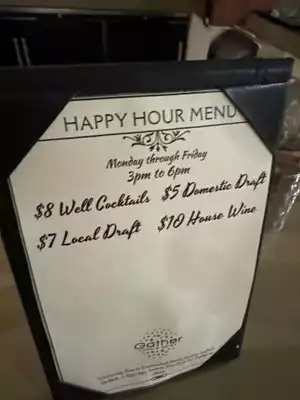 HAPPY HOUR MENU
Monday through Friday
3pm to 6pm
$8 Well Cocktails $5 Domestic Draft
$7 Local Draft $10 House Wine
Gather